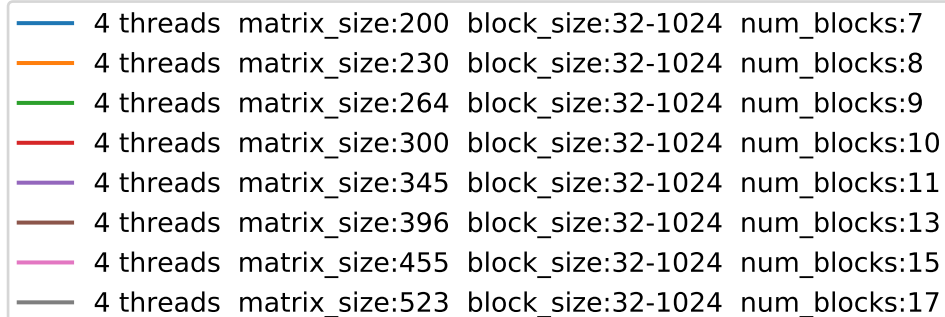 4 threads matrix_size:200 block_size:32-1024 num_blocks:7
4 threads matrix_size:230 block_size:32-1024 num_blocks:8
4 threads matrix_size:264 block_size:32-1024 num_blocks:9
4 threads matrix_size:300 block_size:32-1024 num_blocks:10
4 threads matrix_size:345 block_size:32-1024 num_blocks:11
4 threads matrix_size:396 block_size:32-1024 num_blocks:13
4 threads matrix_size:455 block_size:32-1024 num_blocks:15
4 threads matrix_size:523 block_size:32-1024 num_blocks:17